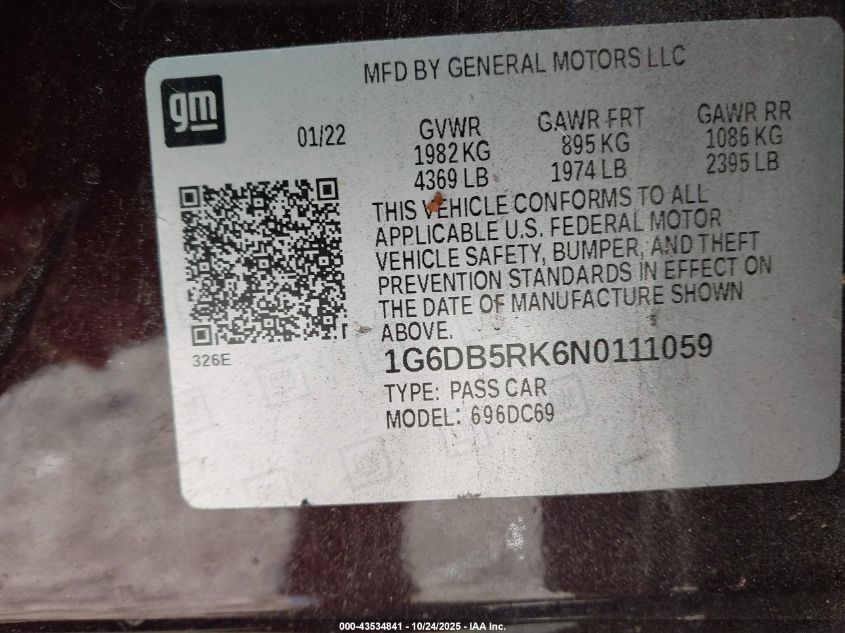 MFD BY GENERAL MOTORS LLC
gm
01/22
GVWR
1982 KG
4369 LB
GAWR FRT
895 KG
1974 LB
GAWR RR
1086 KG
2395 LB
THIS VEHICLE CONFORMS TO ALL
APPLICABLE U.S. FEDERAL MOTOR
VEHICLE SAFETY, BUMPER, AND THEFT
PREVENTION STANDARDS IN EFFECT ON
THE DATE OF MANUFACTURE SHOWN
ABOVE.
326E
1G6DB5RK6N0111059
TYPE: PASS CAR
MODEL: 696DC69
000-43534841 - 10/24/2025 - IAA Inc.